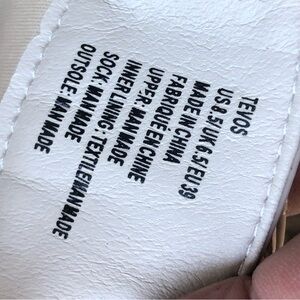 TEVOS
US 8.5/ UK 6.5/ EU 39
MADE IN CHINA
FABRIQUE EN CHINE
UPPER: MAN MADE
INNER LINING : TEXTILE/MAN MADE
SOCK: MAN MADE
OUTSOLE: MAN MADE